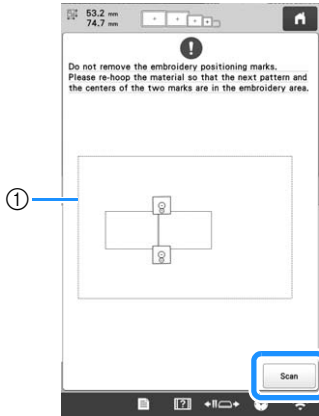 53.2 mm
74.7 mm
Do not remove the embroidery positioning marks.
Please re-hoop the material so that the next pattern and
the centers of the two marks are in the embroidery area.
①
Scan